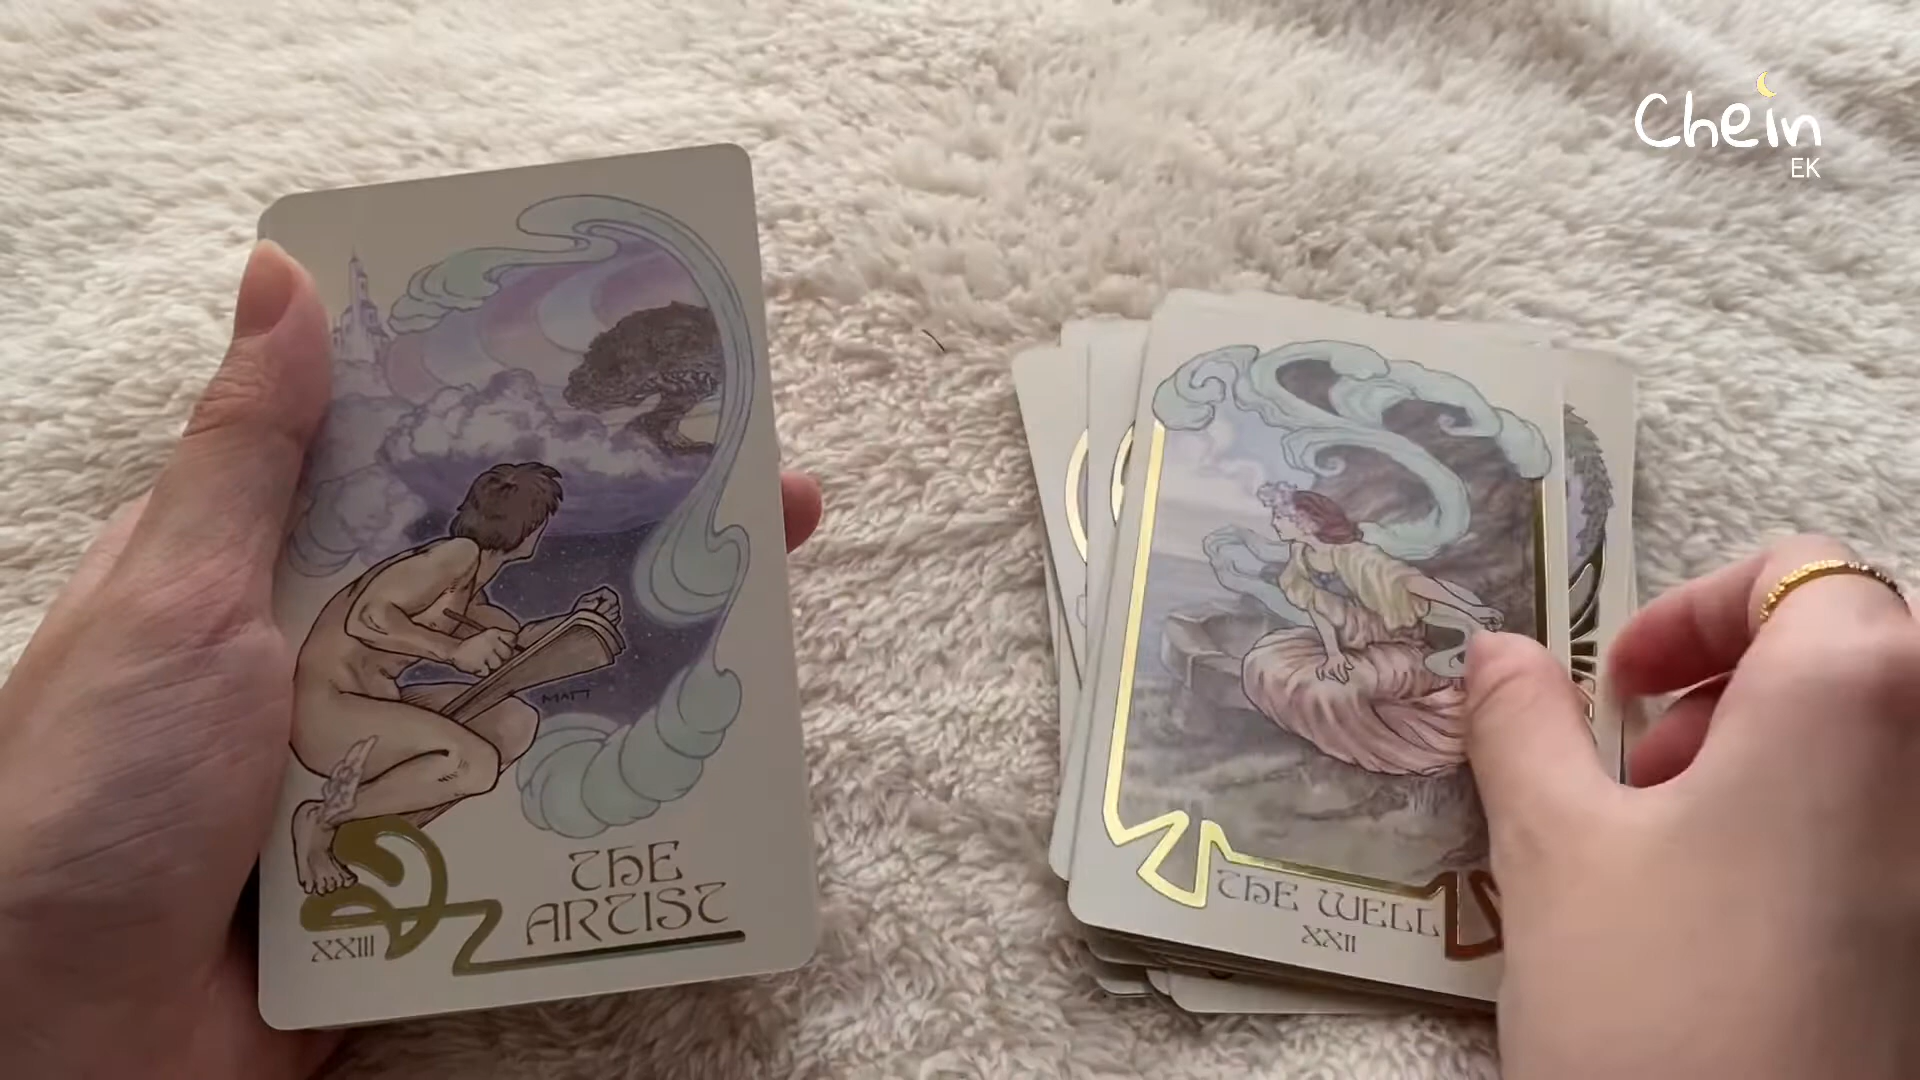 Chein
EK
MATT
THE
ARTIST
XXIII
THE WELL
XXII